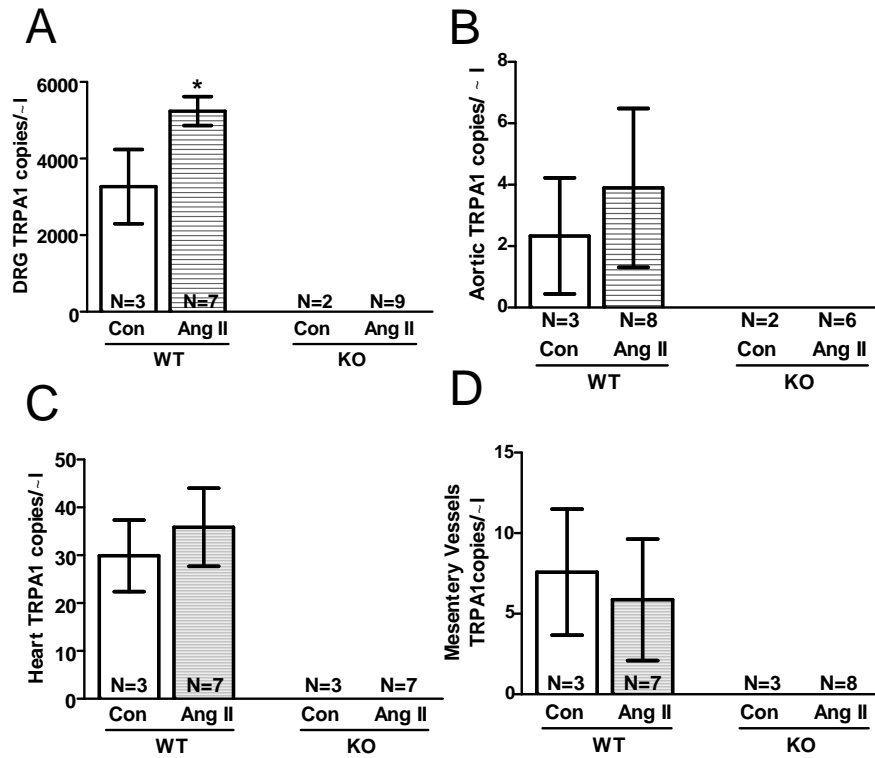 A
DRG TRPA1 copies/~l
6000
4000
2000
0
*
N=3 N=7 N=2 N=9
Con Ang II Con Ang II
WT KO
B
Aortic TRPA1 copies/ ~ l
8
6
4
2
0
N=3 N=8 N=2 N=6
Con Ang II Con Ang II
WT KO
C
Heart TRPA1 copies/~l
50
40
30
20
10
0
N=3 N=7 N=3 N=7
Con Ang II Con Ang II
WT KO
D
Mesentery Vessels
TRPA1copies/~l
15
10
5
0
N=3 N=7 N=3 N=8
Con Ang II Con Ang II
WT KO